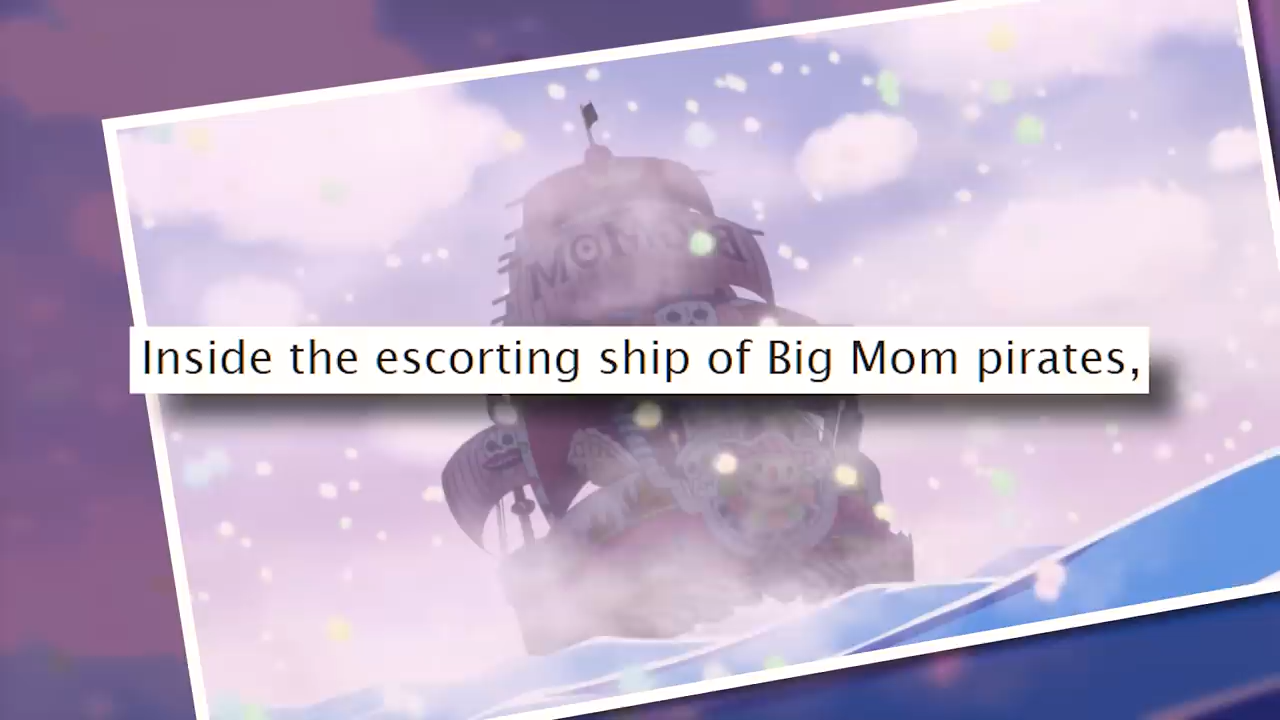 Inside the escorting ship of Big Mom pirates,